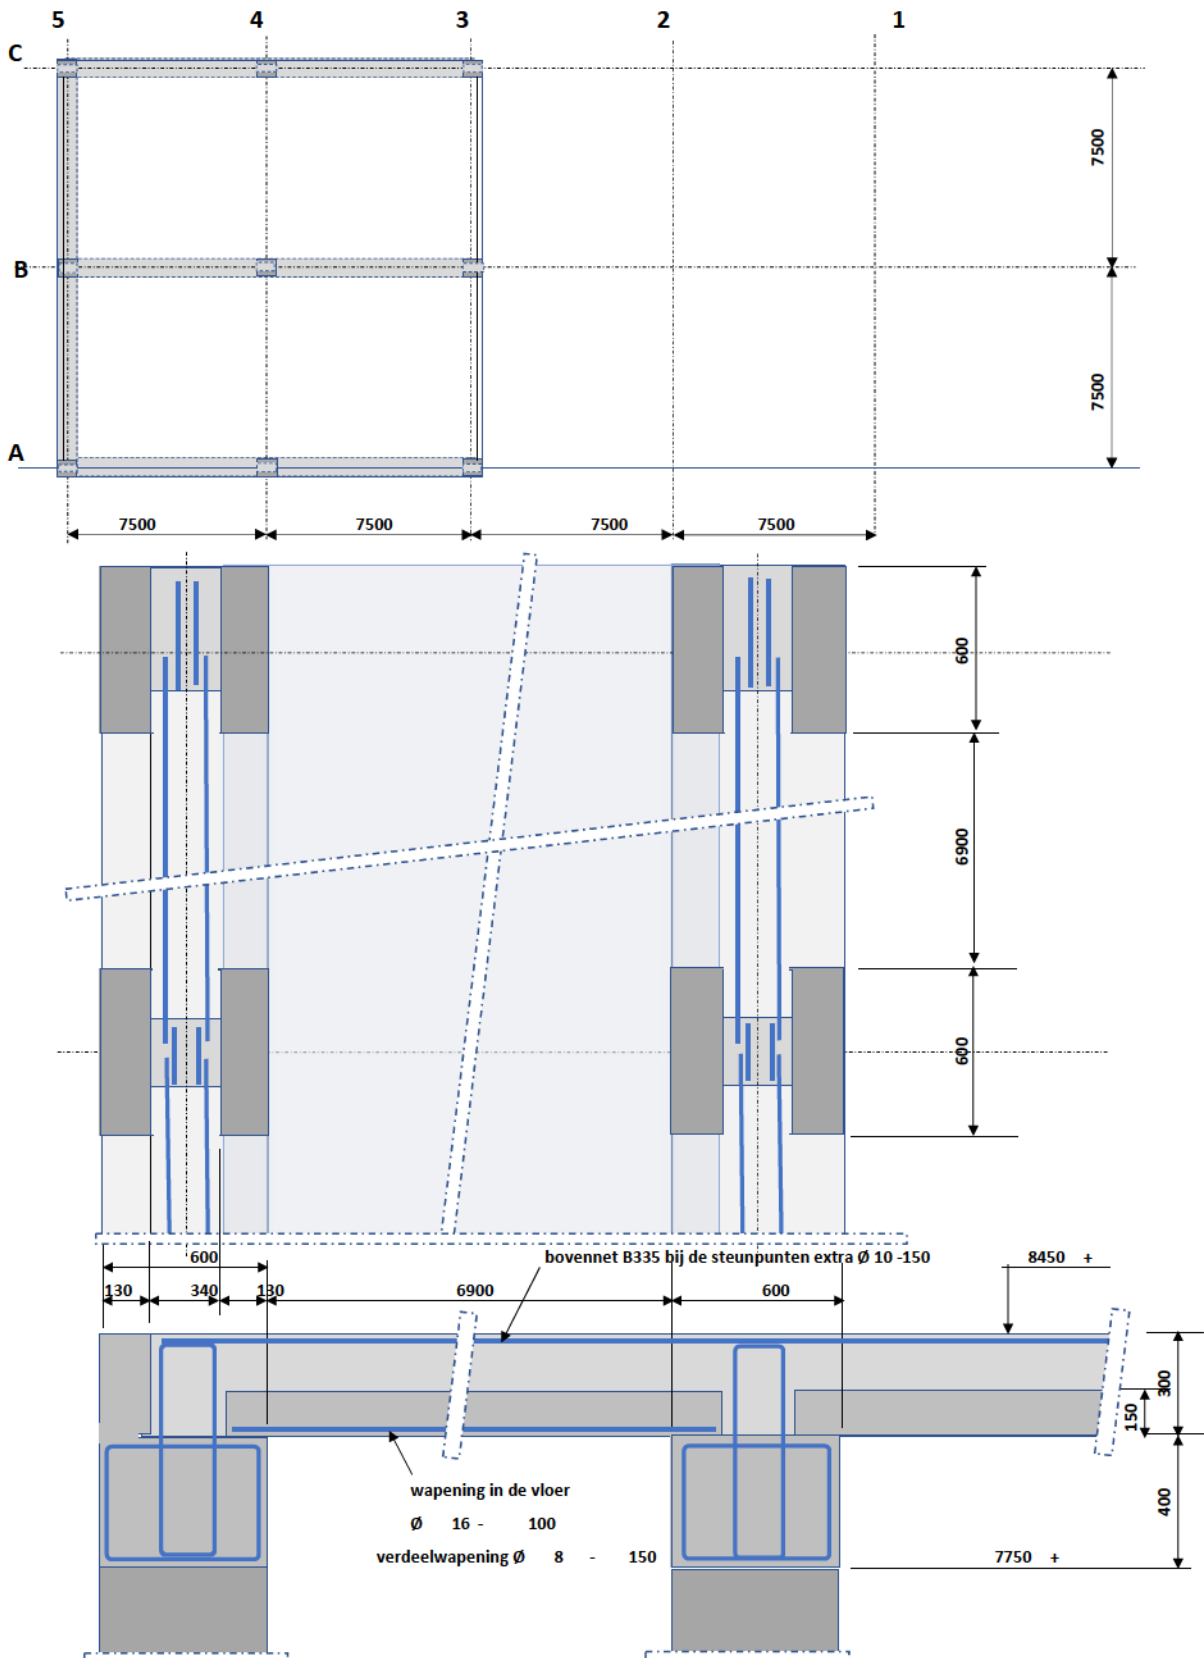 5 4 3 2 1
C
7500
B
7500
A
7500 7500 7500 7500
600
6900
600
600 bovennet B335 bij de steunpunten extra Ø 10 -150 8450 +
130 340 130 6900 600
300
150
wapening in de vloer
400
Ø 16 - 100
verdeelwapening Ø 8 - 150 7750 +